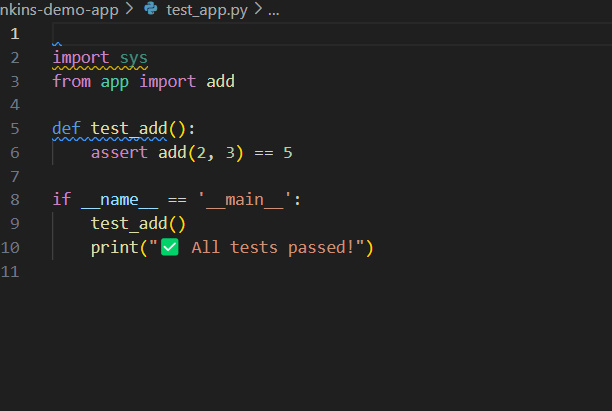 nkins-demo-app > test_app.py > ...
1
2 import sys
3 from app import add
4
5 def test_add():
6     assert add(2, 3) == 5
7
8 if __name__ == '__main__':
9     test_add()
10     print("✅ All tests passed!")
11